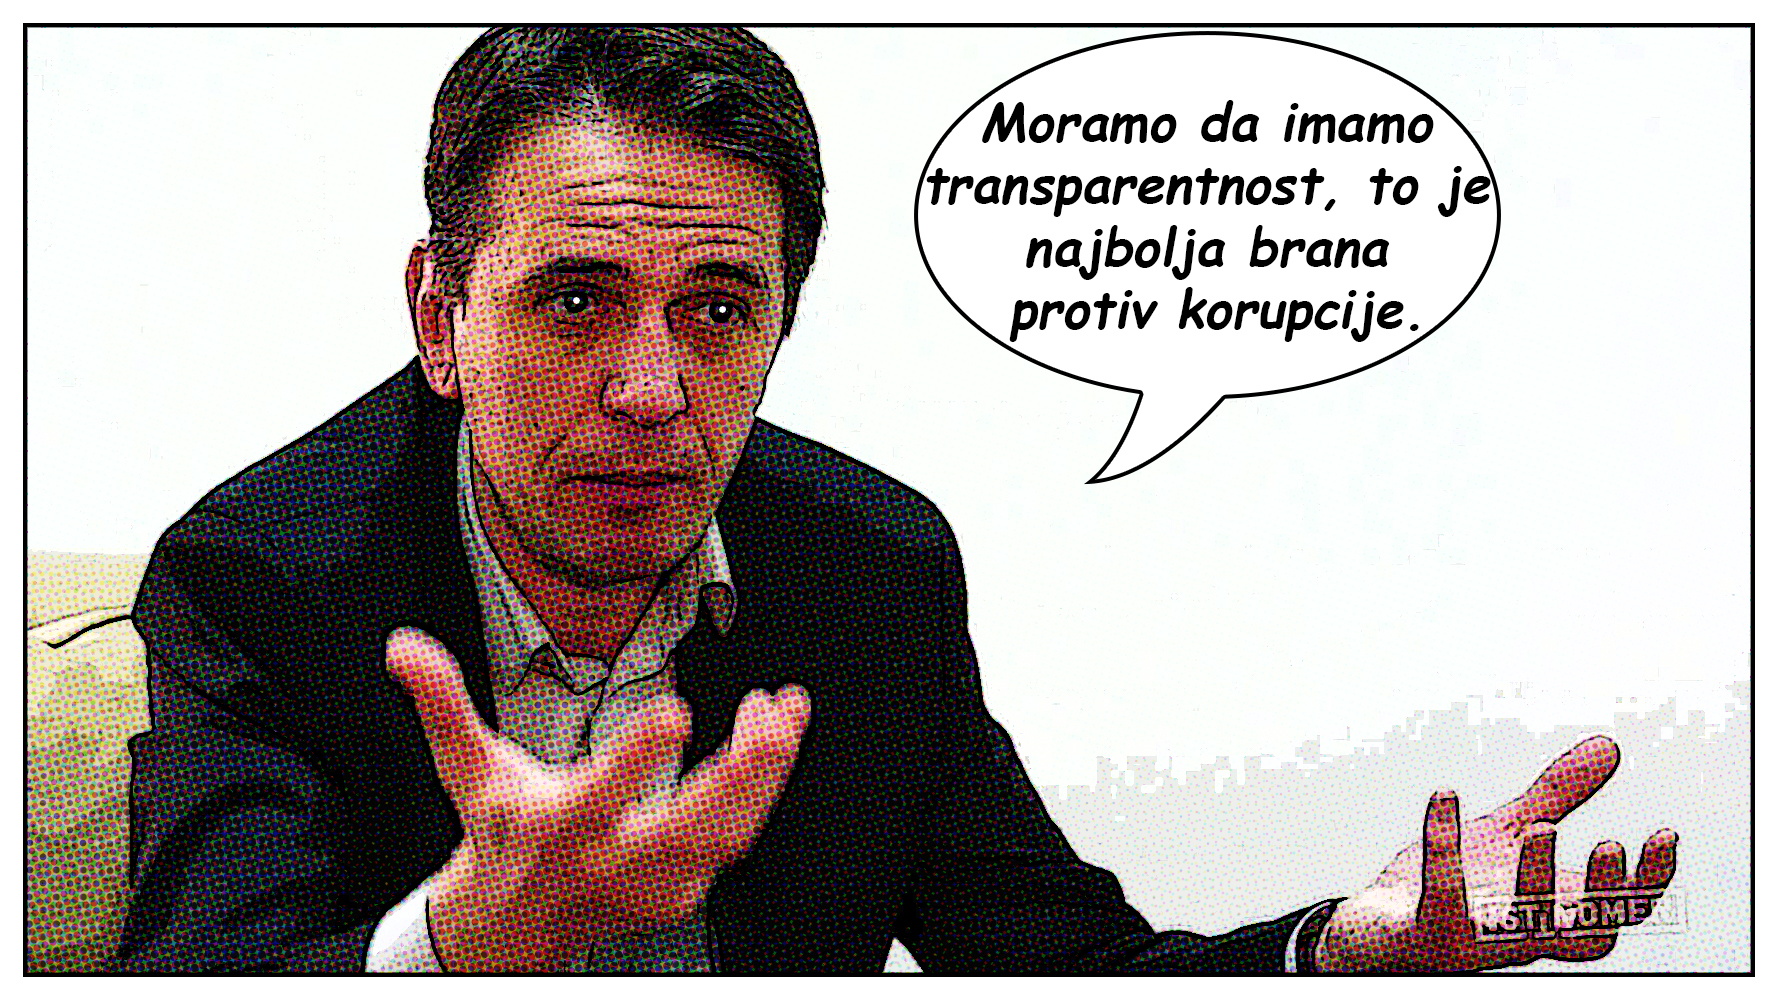 Moramo da imamo
transparentnost, to je
najbolja brana
protiv korupcije.